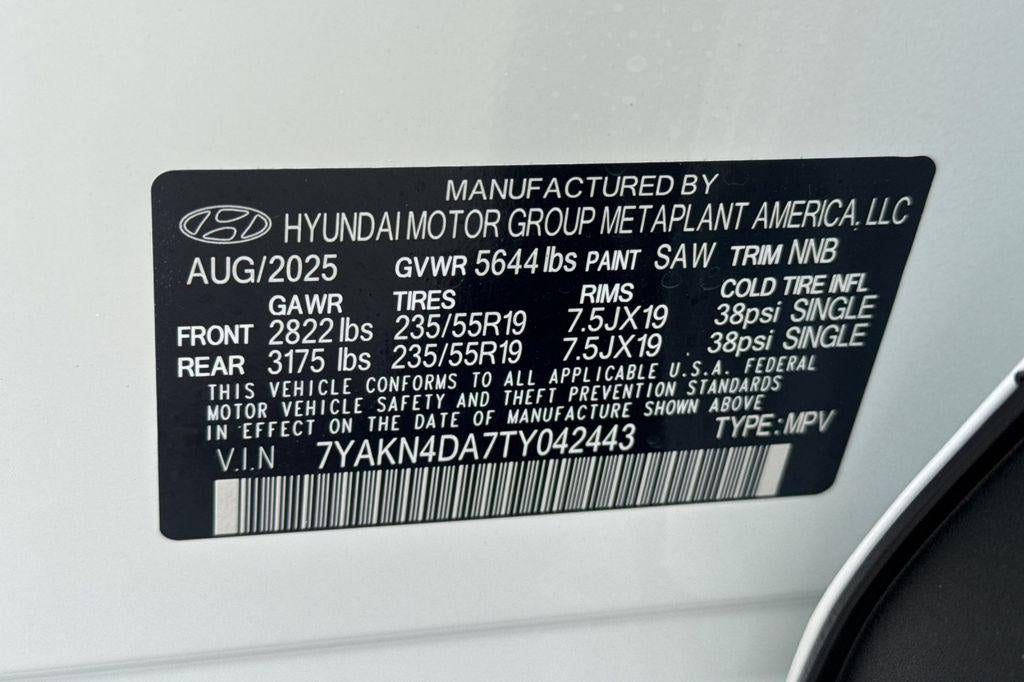 MANUFACTURED BY
HYUNDAI MOTOR GROUP METAPLANT AMERICA, LLC
AUG/2025 GVWR 5644 lbs PAINT SAW TRIM NNB
GAWR TIRES RIMS COLD TIRE INFL
FRONT 2822 lbs 235/55R19 7.5JX19 38psi SINGLE
REAR 3175 lbs 235/55R19 7.5JX19 38psi SINGLE
THIS VEHICLE CONFORMS TO ALL APPLICABLE U.S.A. FEDERAL
MOTOR VEHICLE SAFETY AND THEFT PREVENTION STANDARDS
IN EFFECT ON THE DATE OF MANUFACTURE SHOWN ABOVE
V.I.N 7YAKN4DA7TY042443 TYPE:MPV